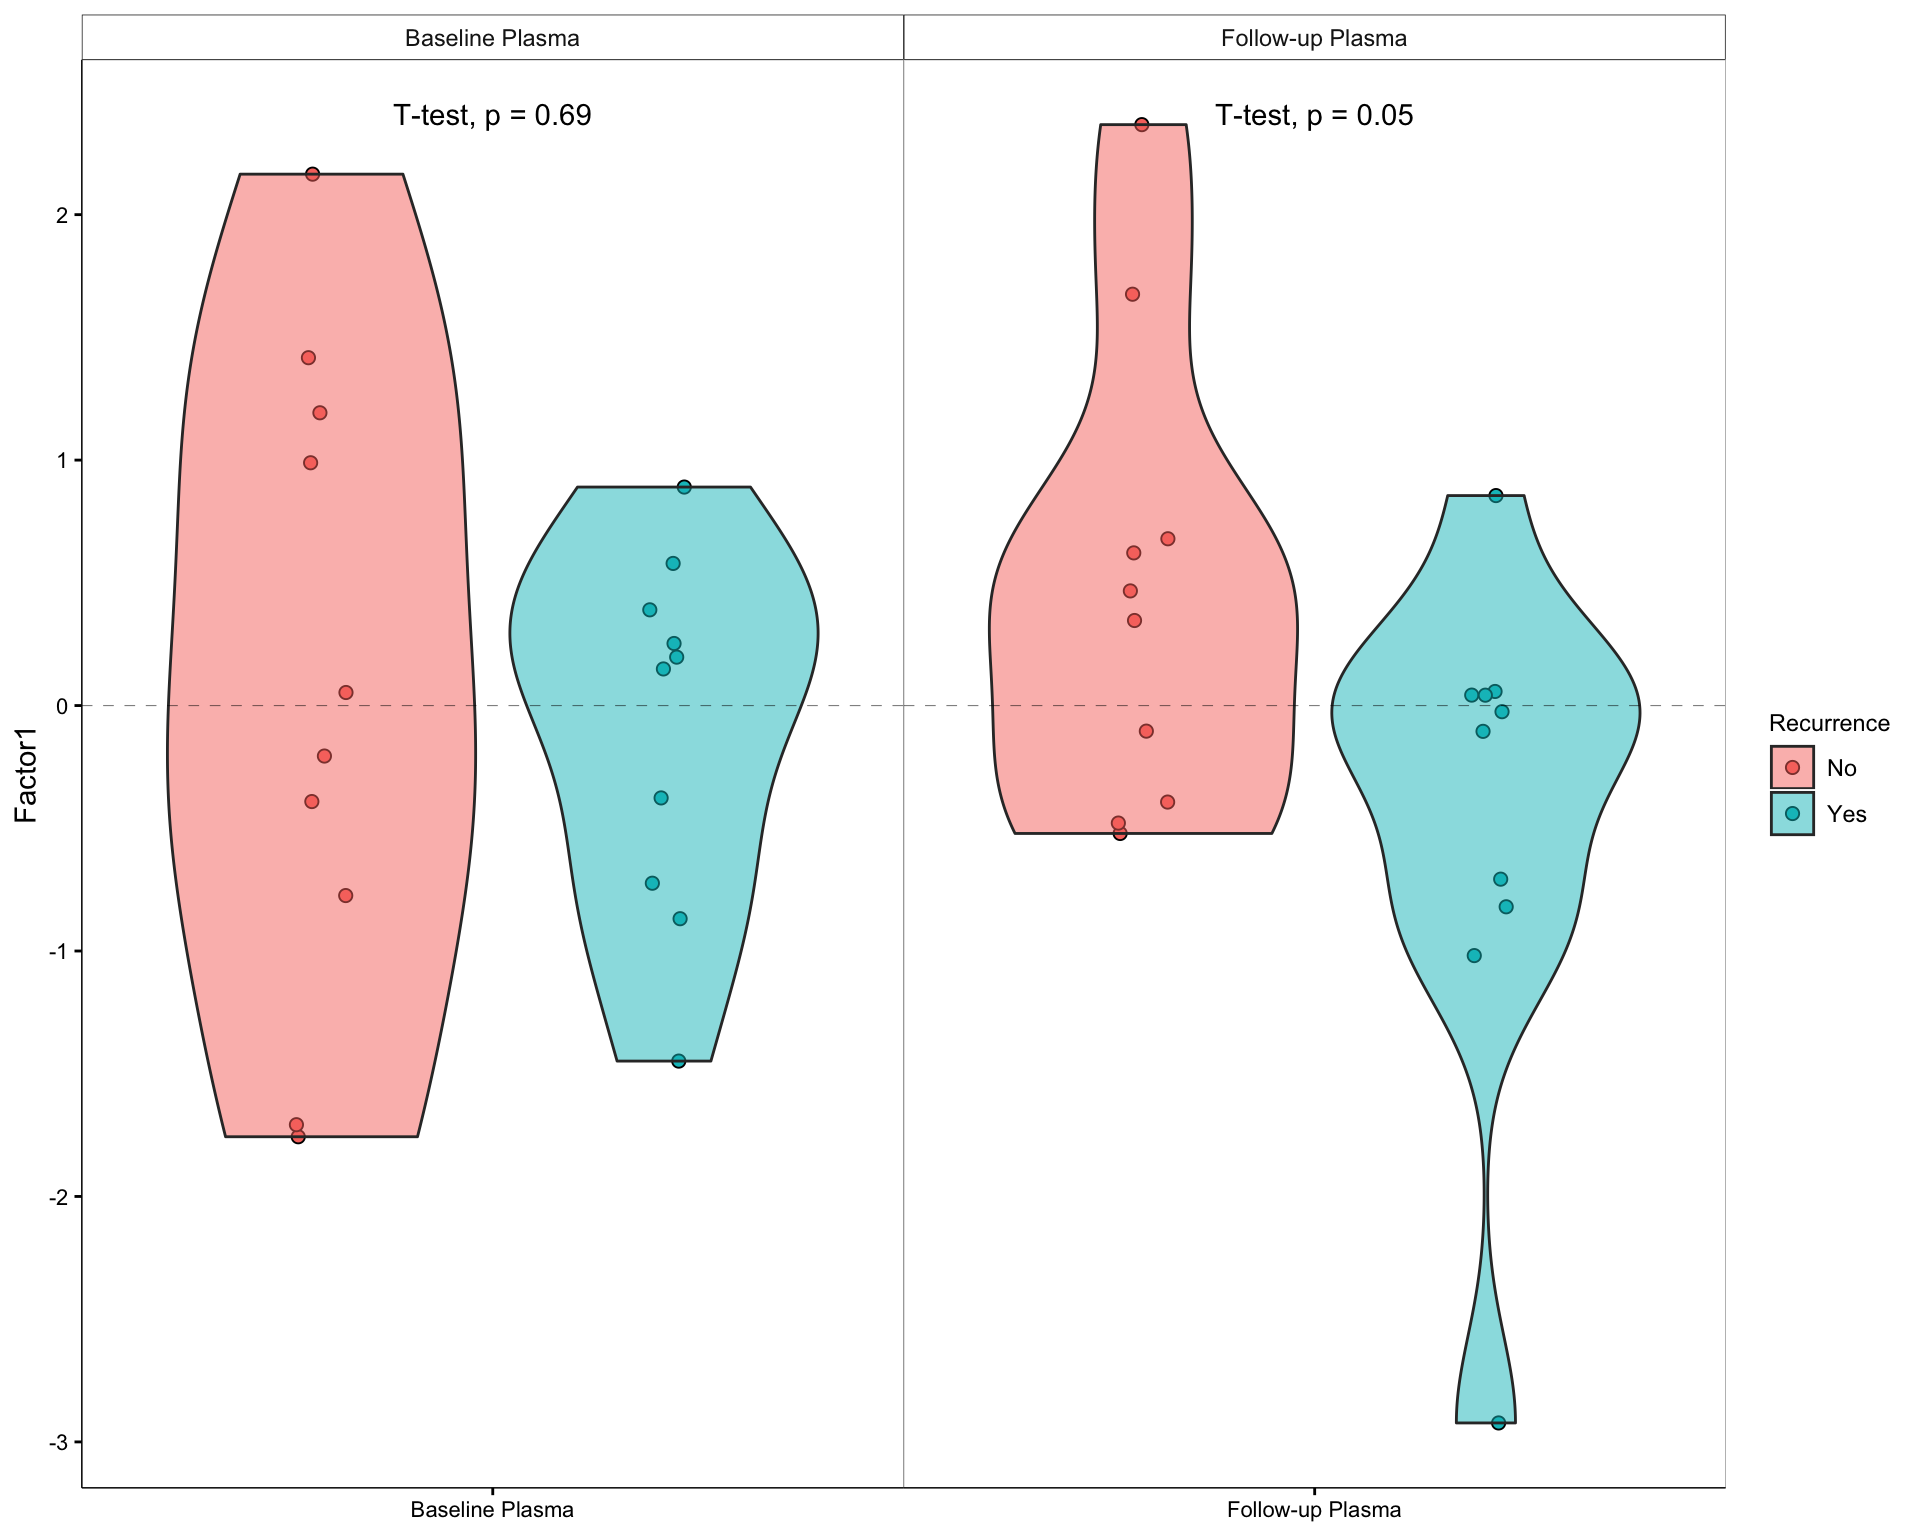 Baseline Plasma
Follow-up Plasma
T-test, p = 0.69
T-test, p = 0.05
2
1
0
-1
-2
-3
Factor1
Baseline Plasma
Follow-up Plasma
Recurrence
No
Yes